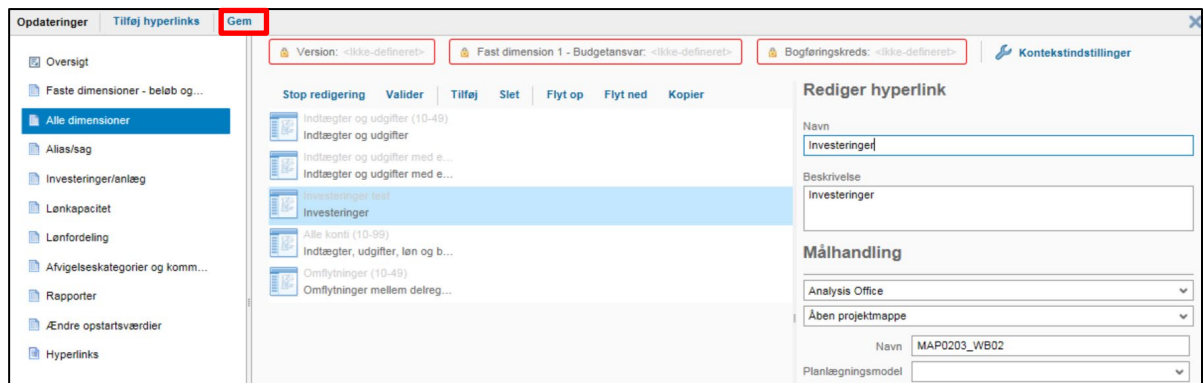 Opdateringer Tilføj hyperlinks Gem
Oversigt
Faste dimensioner - beløb og...
Alle dimensioner
Alias/sag
Investeringer/anlæg
Lønkapacitet
Lønfordeling
Afvigelseskategorier og komm...
Rapporter
Ændre opstartsværdier
Hyperlinks
Version: <Ikke-defineret> Fast dimension 1 - Budgetansvar: <Ikke-defineret> Bogføringskreds: <Ikke-defineret> Kontekstindstillinger
Stop redigering Valider Tilføj Slet Flyt op Flyt ned Kopier
Indtægter og udgifter (10-49)
Indtægter og udgifter
Indtægter og udgifter med e...
Indtægter og udgifter med e...
Investeringer test
Investeringer
Alle konti (10-99)
Indtægter, udgifter, løn og b...
Omflytninger (10-49)
Omflytninger mellem delreg...
Rediger hyperlink
Navn
Investeringer
Beskrivelse
Investeringer
Målhandling
Analysis Office
Åben projektmappe
Navn MAP0203_WB02
Planlægningsmodel